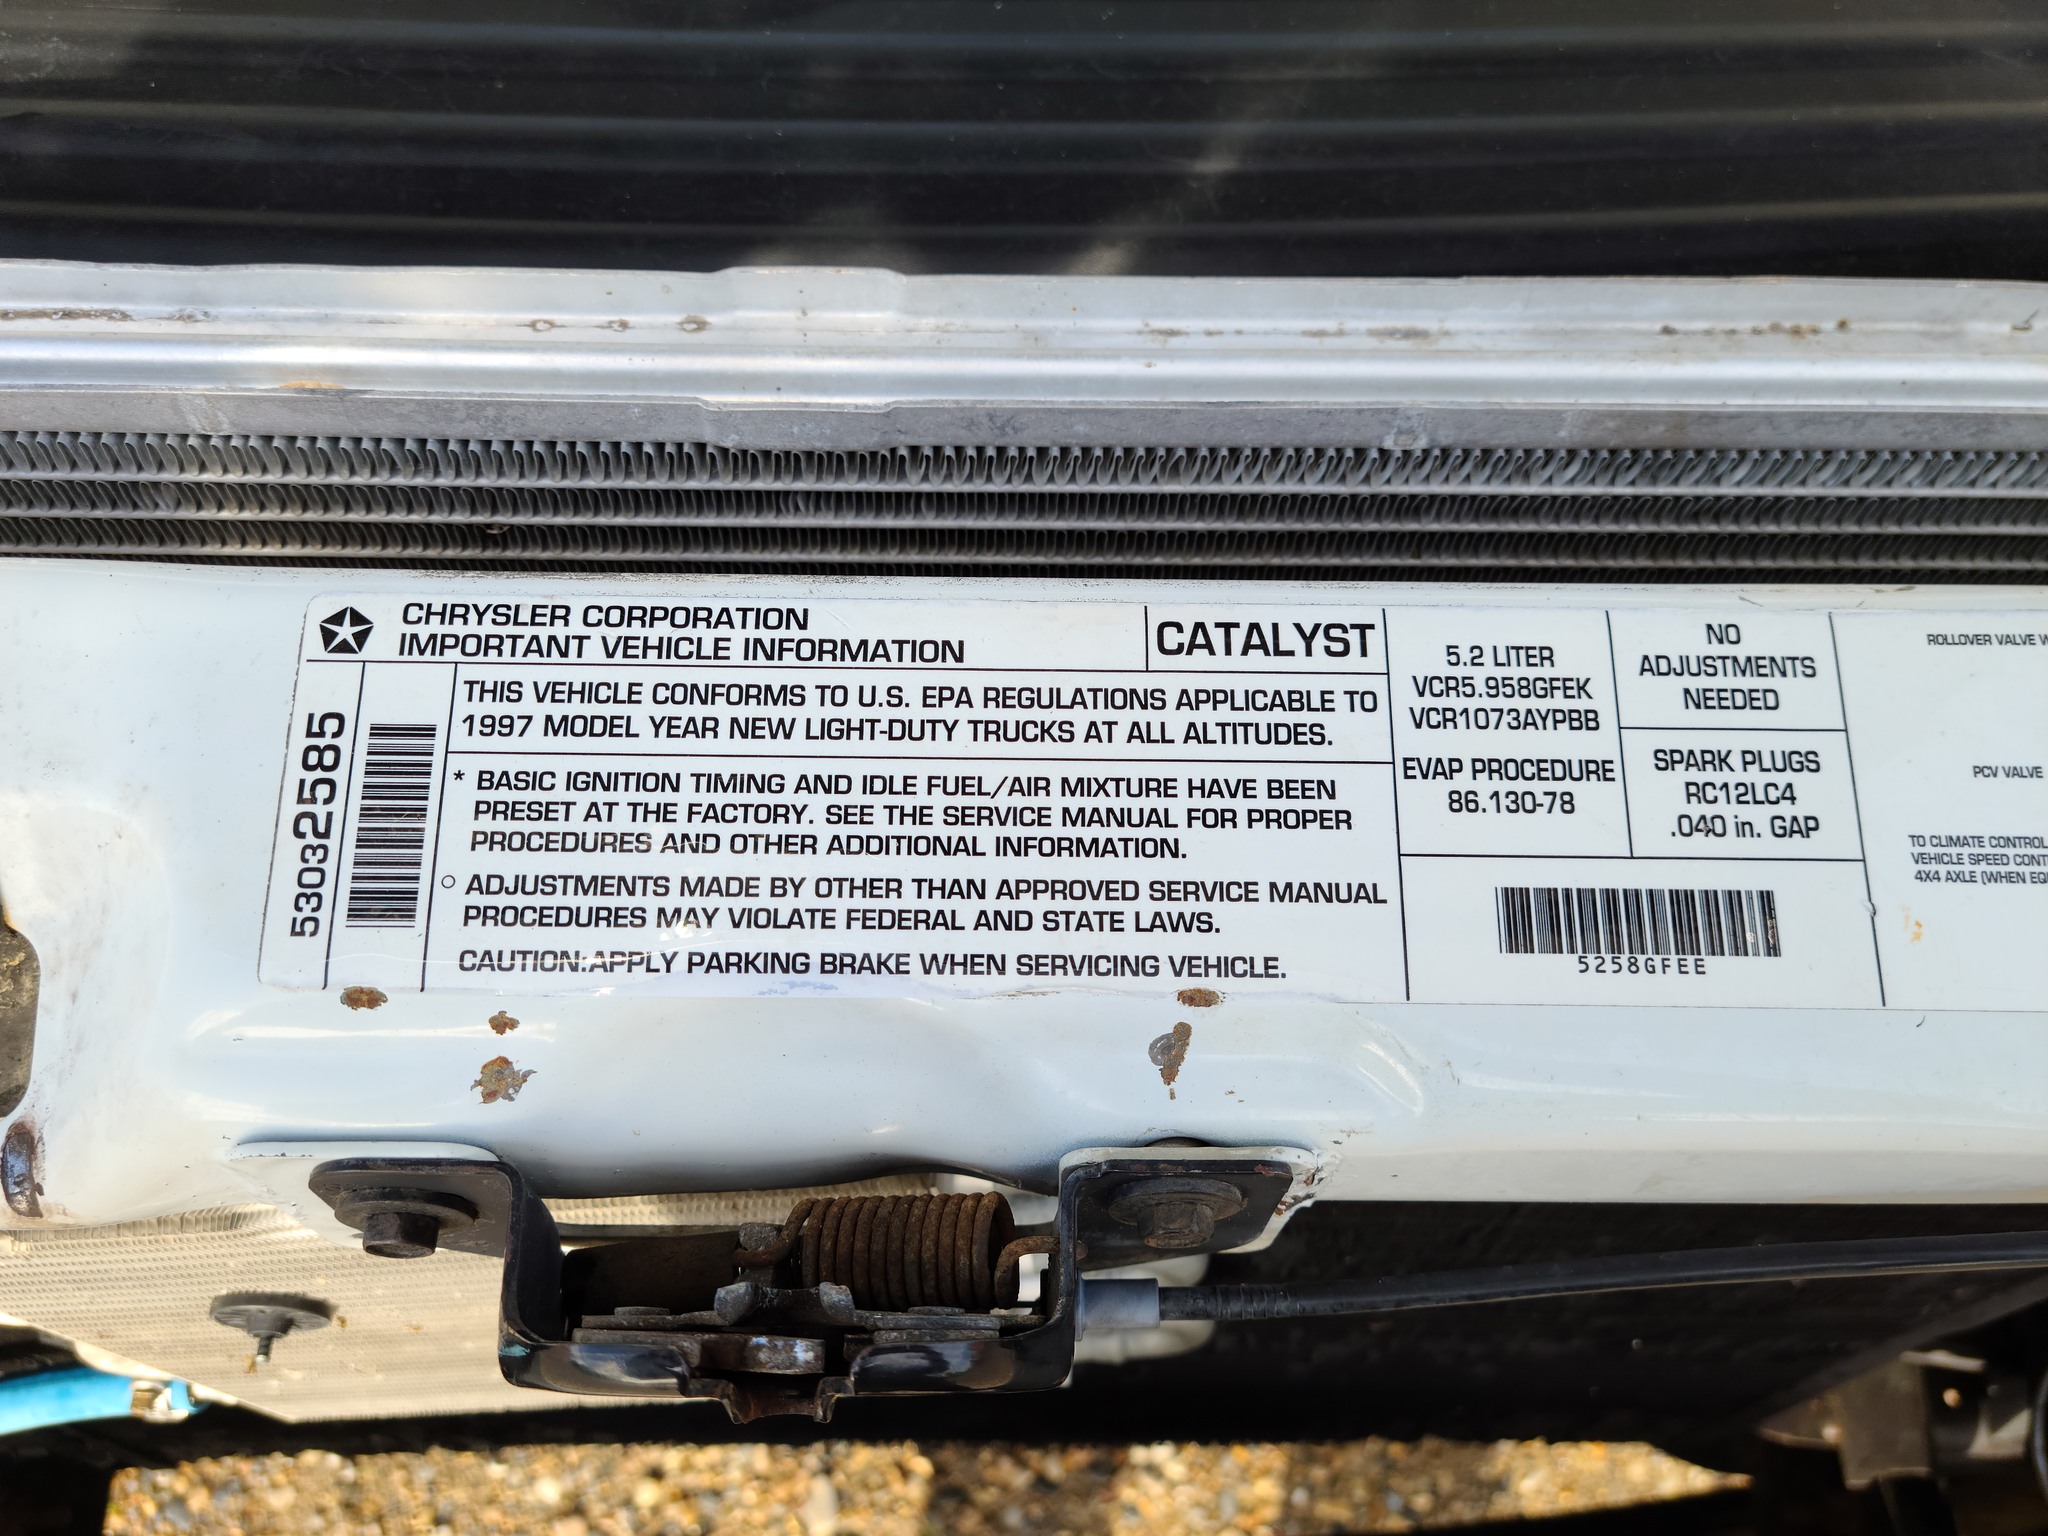 CHRYSLER CORPORATION
IMPORTANT VEHICLE INFORMATION
CATALYST
53032585
THIS VEHICLE CONFORMS TO U.S. EPA REGULATIONS APPLICABLE TO
1997 MODEL YEAR NEW LIGHT-DUTY TRUCKS AT ALL ALTITUDES.
* BASIC IGNITION TIMING AND IDLE FUEL/AIR MIXTURE HAVE BEEN
PRESET AT THE FACTORY. SEE THE SERVICE MANUAL FOR PROPER
PROCEDURES AND OTHER ADDITIONAL INFORMATION.
○ ADJUSTMENTS MADE BY OTHER THAN APPROVED SERVICE MANUAL
PROCEDURES MAY VIOLATE FEDERAL AND STATE LAWS.
CAUTION:APPLY PARKING BRAKE WHEN SERVICING VEHICLE.
5.2 LITER
VCR5.958GFEK
VCR1073AYPBB
EVAP PROCEDURE
86.130-78
NO
ADJUSTMENTS
NEEDED
SPARK PLUGS
RC12LC4
.040 in. GAP
5258GFEE
ROLLOVER VALVE
PCV VALVE
TO CLIMATE CONTROL
VEHICLE SPEED
4X4 AXLE (WHEN